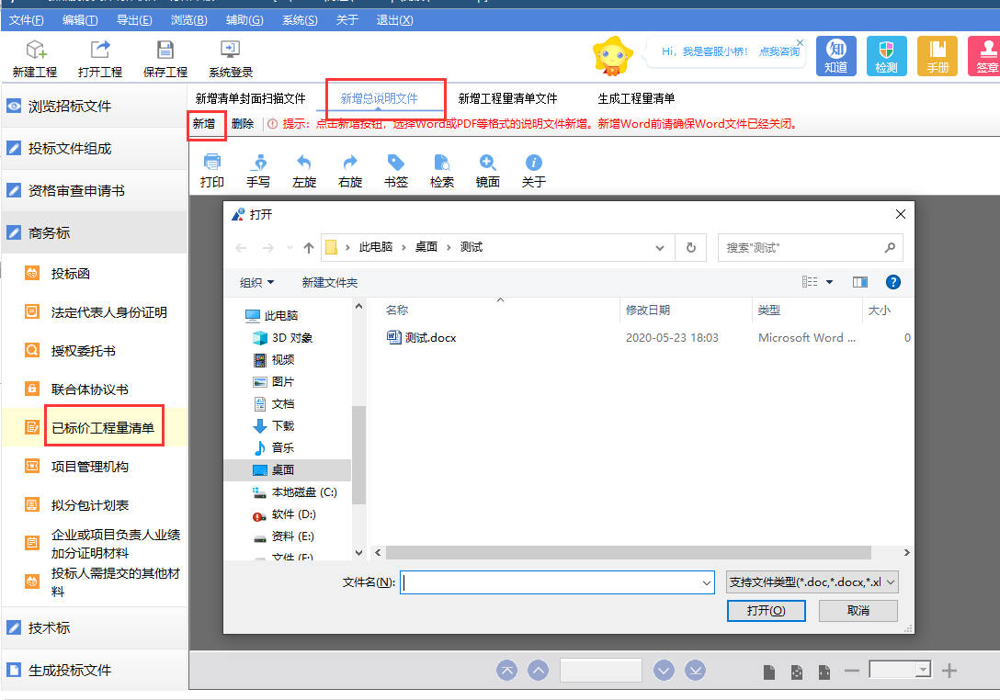 文件(F) 编辑(T) 导出(E) 浏览(B) 辅助(G) 系统(S) 关于 退出(X)
新建工程 打开工程 保存工程 系统登录
Hi，我是客服小桥！ 点我咨询
知
知道 检测 手册 签章
浏览招标文件
投标文件组成
资格审查申请书
商务标
投标函
法定代表人身份证明
授权委托书
联合体协议书
已标价工程量清单
项目管理机构
拟分包计划表
企业或项目负责人业绩
加分证明材料
投标人需提交的其他材
料
技术标
生成投标文件
新增清单封面扫描文件 新增总说明文件 新增工程量清单文件 生成工程量清单
新增 删除 提示：点击新增按钮，选择Word或PDF等格式的说明文件新增。新增Word前请确保Word文件已经关闭。
打印 手写 左旋 右旋 书签 检索 镜面 关于
打开
此电脑 › 桌面 › 测试
搜索"测试"
组织 新建文件夹
名称 修改日期 类型 大小
测试.docx 2020-05-23 18:03 Microsoft Word ... 0
此电脑
3D 对象
视频
图片
文档
下载
音乐
桌面
本地磁盘 (C:)
软件 (D:)
资料 (E:)
文件 (F:)
文件名(N):
支持文件类型(*.doc,*.docx,*.xl
打开(O) 取消